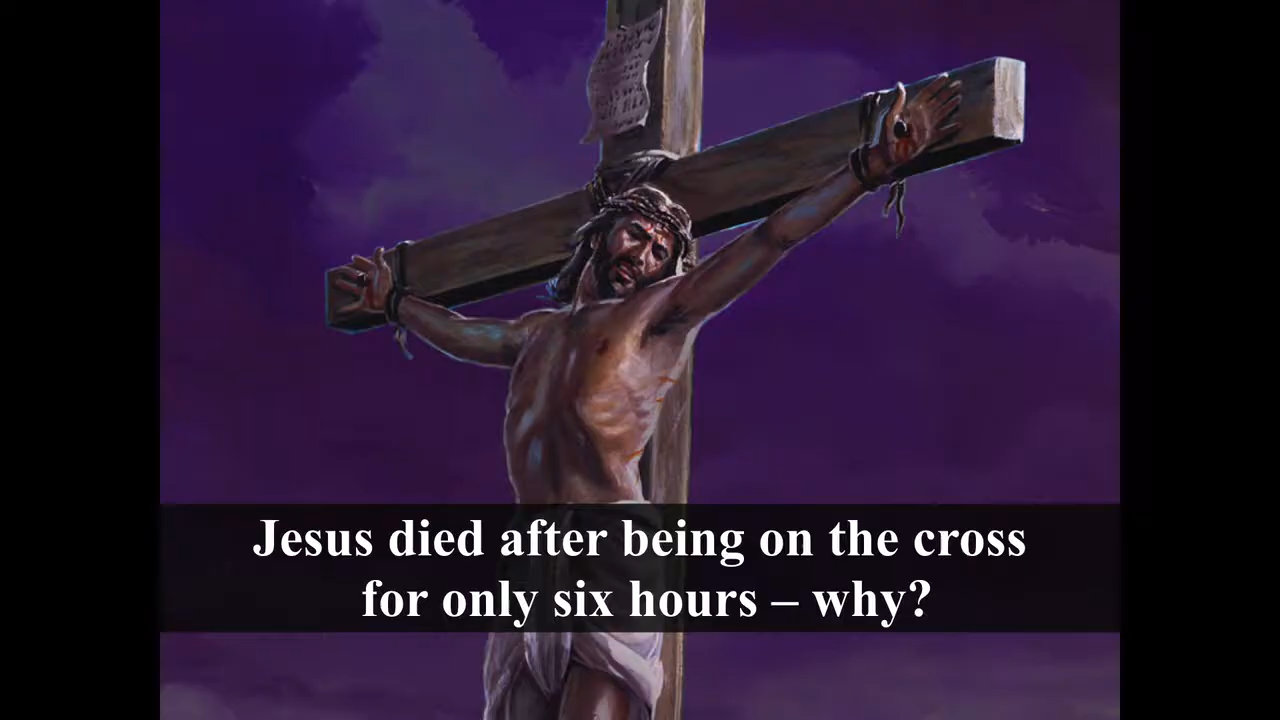 Jesus died after being on the cross
for only six hours – why?